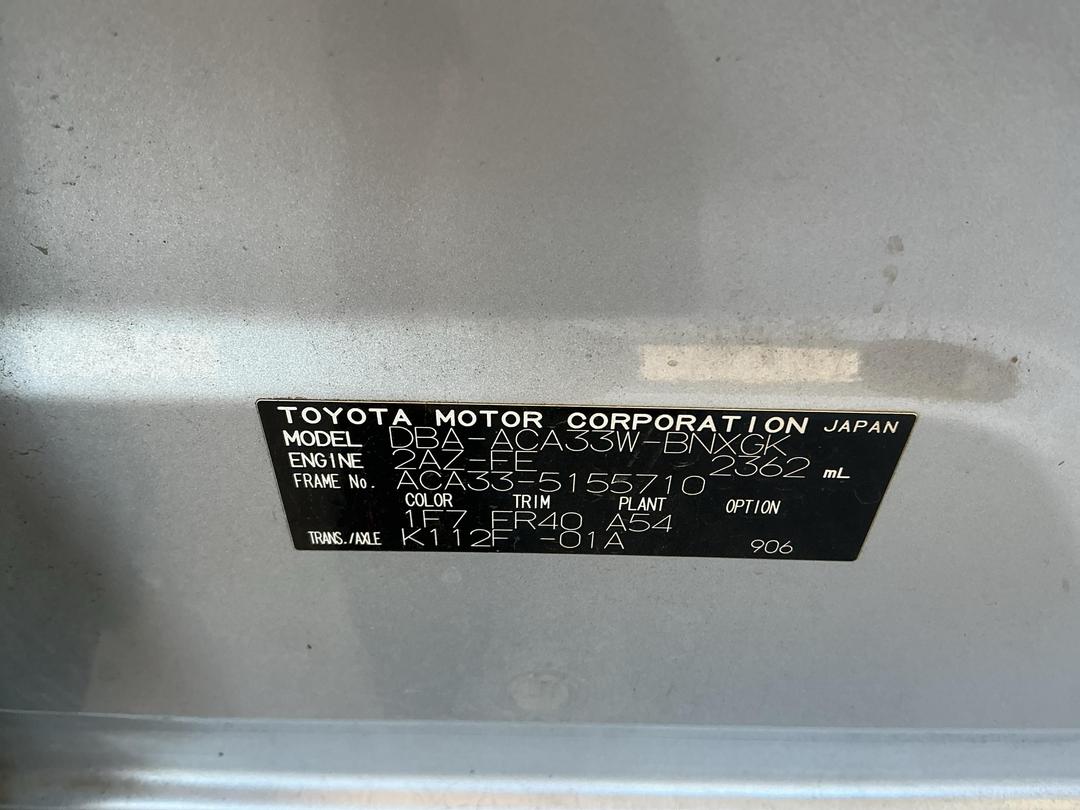 TOYOTA MOTOR CORPORATION JAPAN
MODEL DBA-ACA33W-BNXGK
ENGINE 2AZ-FE 2362 mL
FRAME No. ACA33-5155710
COLOR TRIM PLANT OPTION
1F7 FR40 A54
TRANS./AXLE K112F -01A 906